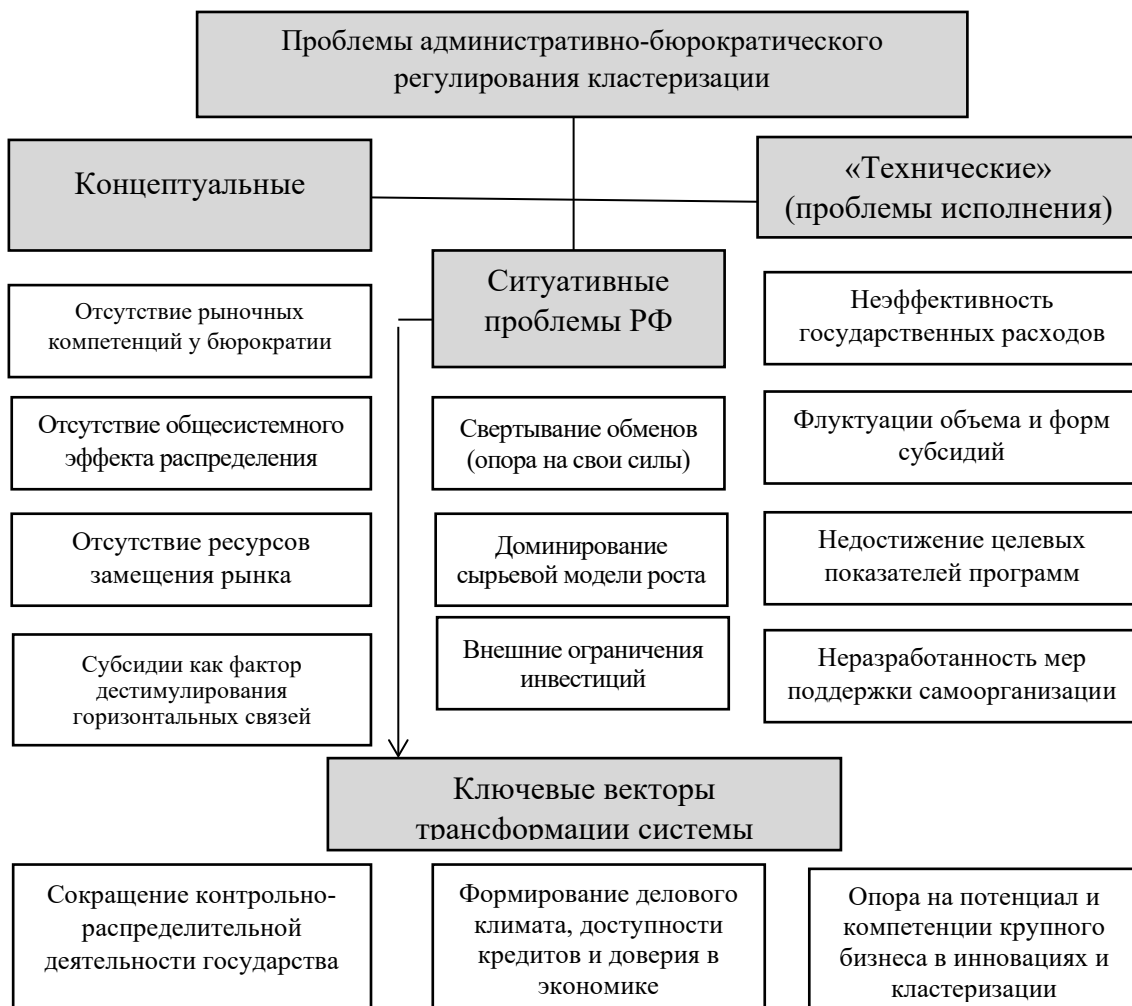 Проблемы административно-бюрократического
регулирования кластеризации
Концептуальные
«Технические»
(проблемы исполнения)
Ситуативные
проблемы РФ
Отсутствие рыночных
компетенций у бюрократии
Отсутствие общесистемного
эффекта распределения
Отсутствие ресурсов
замещения рынка
Субсидии как фактор
дестимулирования
горизонтальных связей
Свертывание обменов
(опора на свои силы)
Доминирование
сырьевой модели роста
Внешние ограничения
инвестиций
Неэффективность
государственных расходов
Флуктуации объема и форм
субсидий
Недостижение целевых
показателей программ
Неразработанность мер
поддержки самоорганизации
Ключевые векторы
трансформации системы
Сокращение контрольно-
распределительной
деятельности государства
Формирование делового
климата, доступности
кредитов и доверия в
экономике
Опора на потенциал и
компетенции крупного
бизнеса в инновациях и
кластеризации